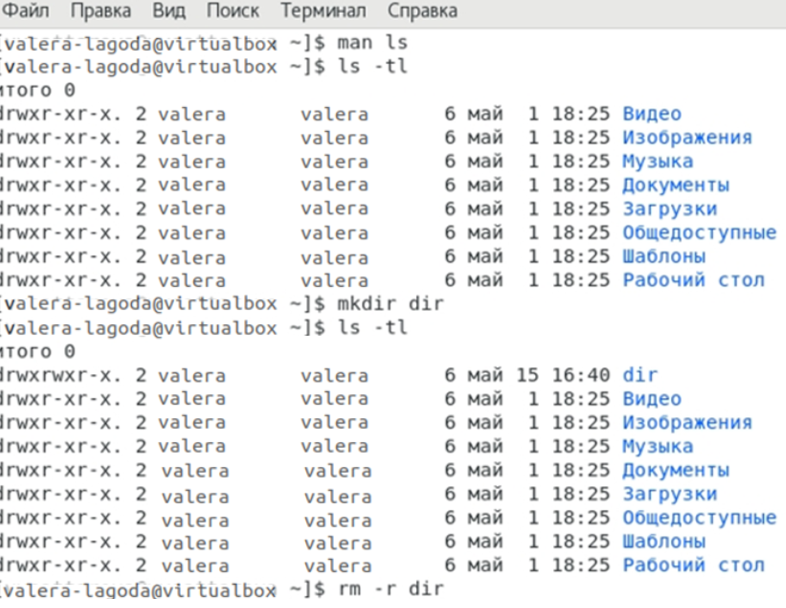 Файл Правка Вид Поиск Терминал Справка
[valera-lagoda@virtualbox ~]$ man ls
[valera-lagoda@virtualbox ~]$ ls -tl
итого 0
drwxr-xr-x. 2 valera valera 6 май 1 18:25 Видео
drwxr-xr-x. 2 valera valera 6 май 1 18:25 Изображения
drwxr-xr-x. 2 valera valera 6 май 1 18:25 Музыка
drwxr-xr-x. 2 valera valera 6 май 1 18:25 Документы
drwxr-xr-x. 2 valera valera 6 май 1 18:25 Загрузки
drwxr-xr-x. 2 valera valera 6 май 1 18:25 Общедоступные
drwxr-xr-x. 2 valera valera 6 май 1 18:25 Шаблоны
drwxr-xr-x. 2 valera valera 6 май 1 18:25 Рабочий стол
[valera-lagoda@virtualbox ~]$ mkdir dir
[valera-lagoda@virtualbox ~]$ ls -tl
итого 0
drwxrwxr-x. 2 valera valera 6 май 15 16:40 dir
drwxr-xr-x. 2 valera valera 6 май 1 18:25 Видео
drwxr-xr-x. 2 valera valera 6 май 1 18:25 Изображения
drwxr-xr-x. 2 valera valera 6 май 1 18:25 Музыка
drwxr-xr-x. 2 valera valera 6 май 1 18:25 Документы
drwxr-xr-x. 2 valera valera 6 май 1 18:25 Загрузки
drwxr-xr-x. 2 valera valera 6 май 1 18:25 Общедоступные
drwxr-xr-x. 2 valera valera 6 май 1 18:25 Шаблоны
drwxr-xr-x. 2 valera valera 6 май 1 18:25 Рабочий стол
[valera-lagoda@virtualbox ~]$ rm -r dir